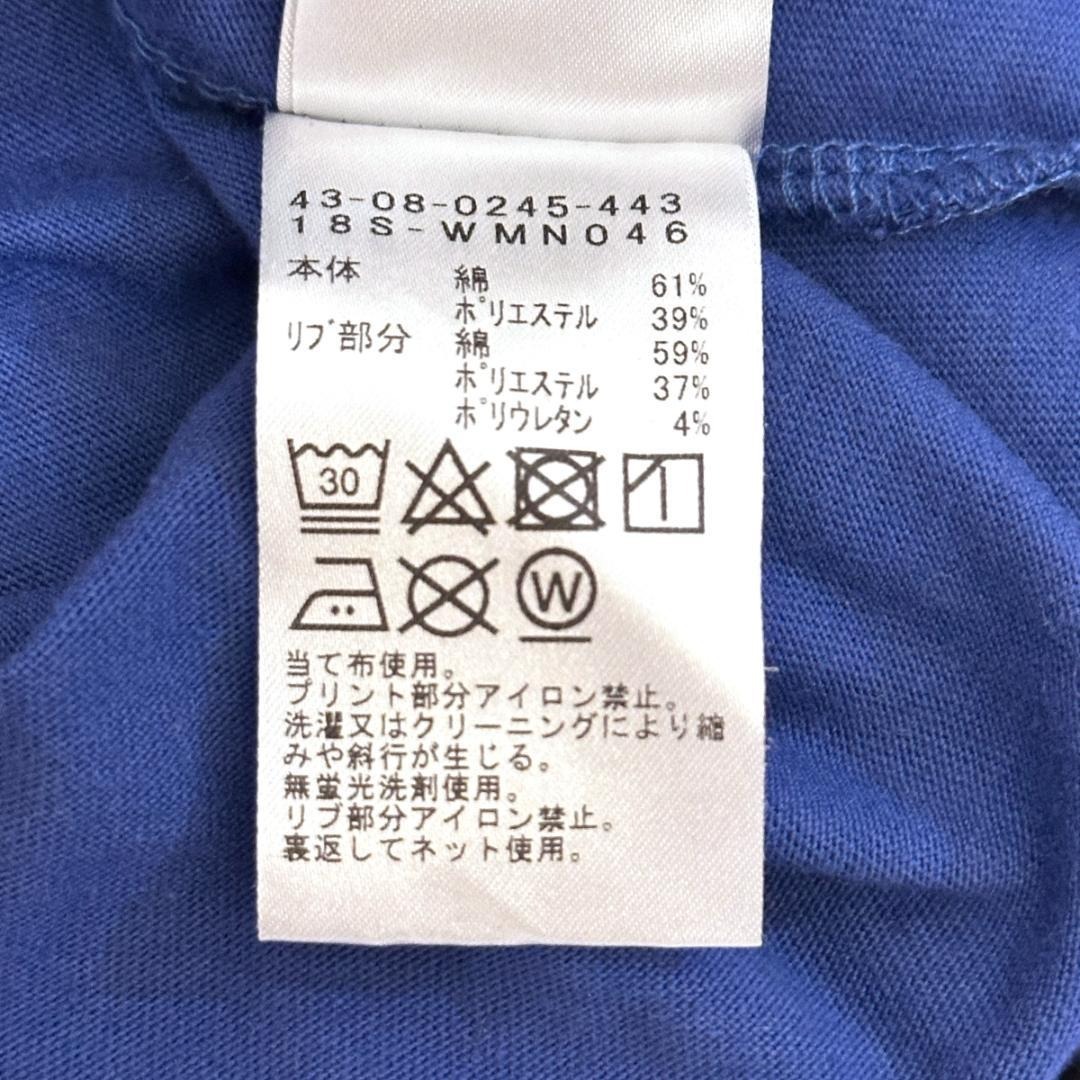 43-08-0245-443
18S-WMN046
本体 綿 61%
ポリエステル 39%
リブ部分 綿 59%
ポリエステル 37%
ポリウレタン 4%
30
W
当て布使用。
プリント部分アイロン禁止。
洗濯又はクリーニングにより縮
みや斜行が生じる。
無蛍光洗剤使用。
リブ部分アイロン禁止。
裏返してネット使用。